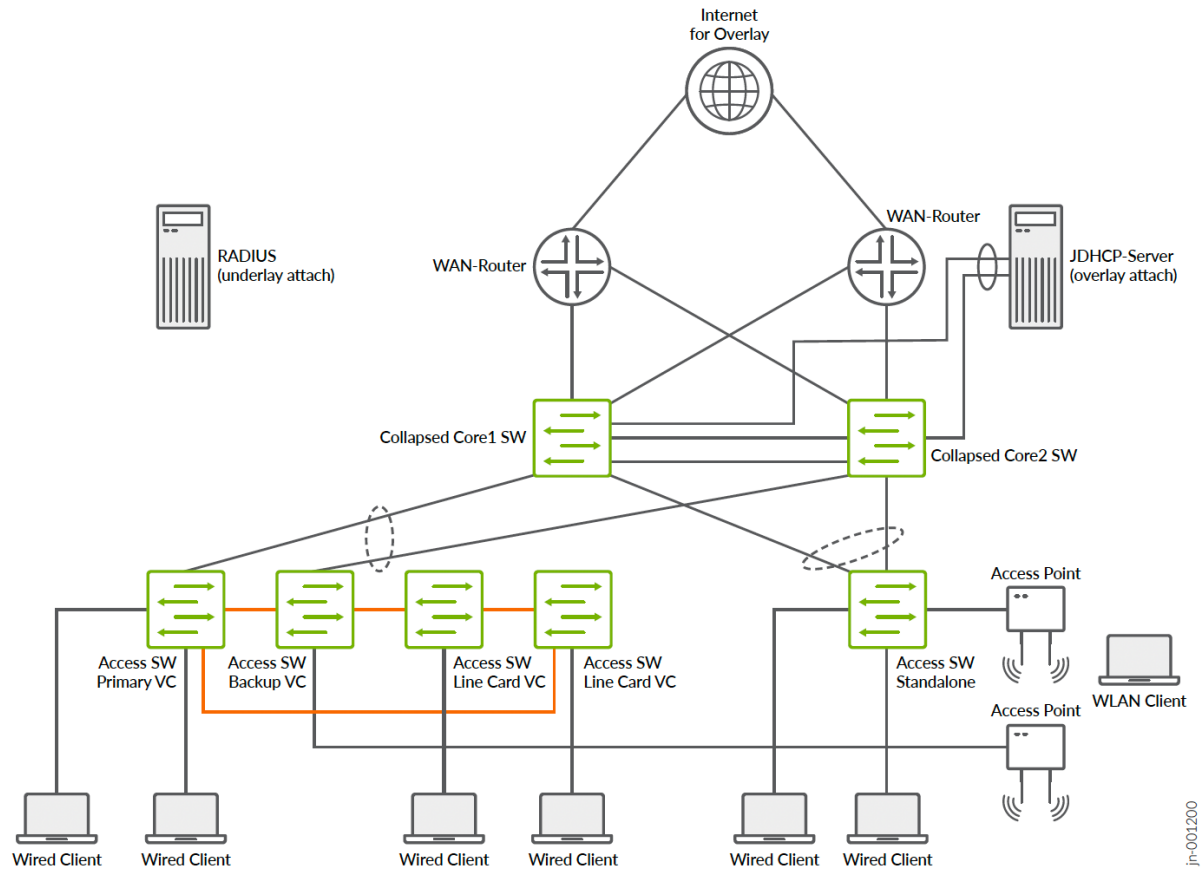 Internet
for Overlay
WAN-Router
RADIUS
(underlay attach)
WAN-Router
JDHCP-Server
(overlay attach)
Collapsed Core1 SW
Collapsed Core2 SW
Access Point
Access SW
Primary VC
Access SW
Backup VC
Access SW
Line Card VC
Access SW
Line Card VC
Access SW
Standalone
WLAN Client
Access Point
Wired Client
Wired Client
Wired Client
Wired Client
Wired Client
Wired Client
jn-001200